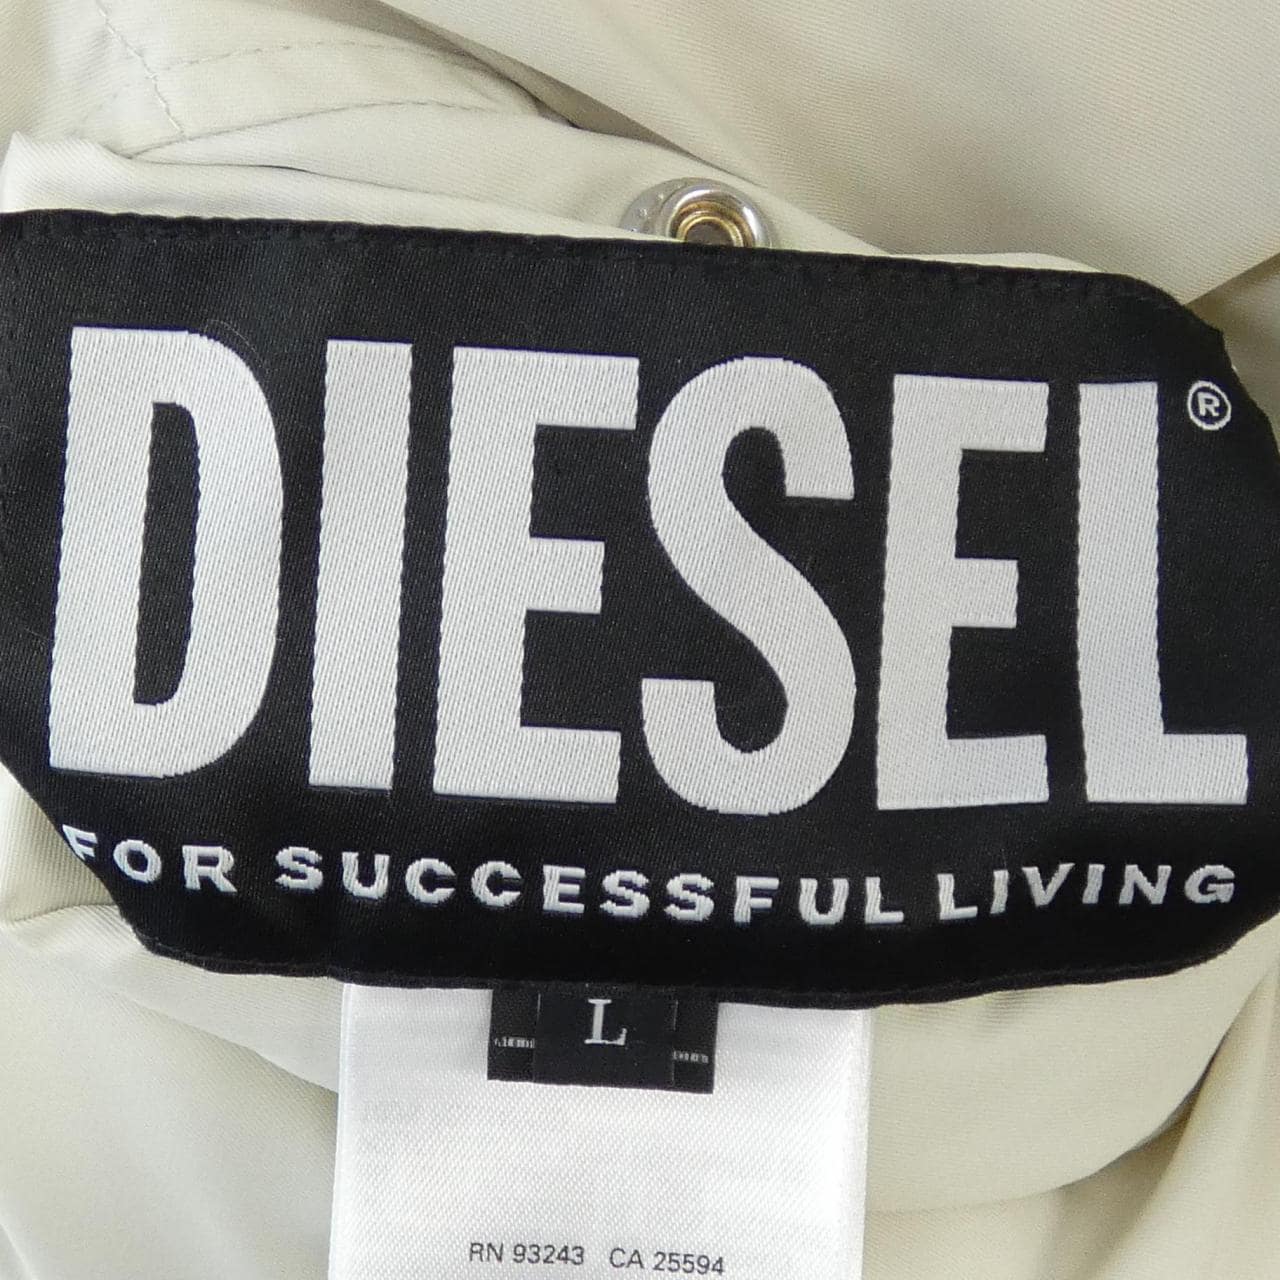 DIESEL®
FOR SUCCESSFUL LIVING
L
RN 93243 CA 25594